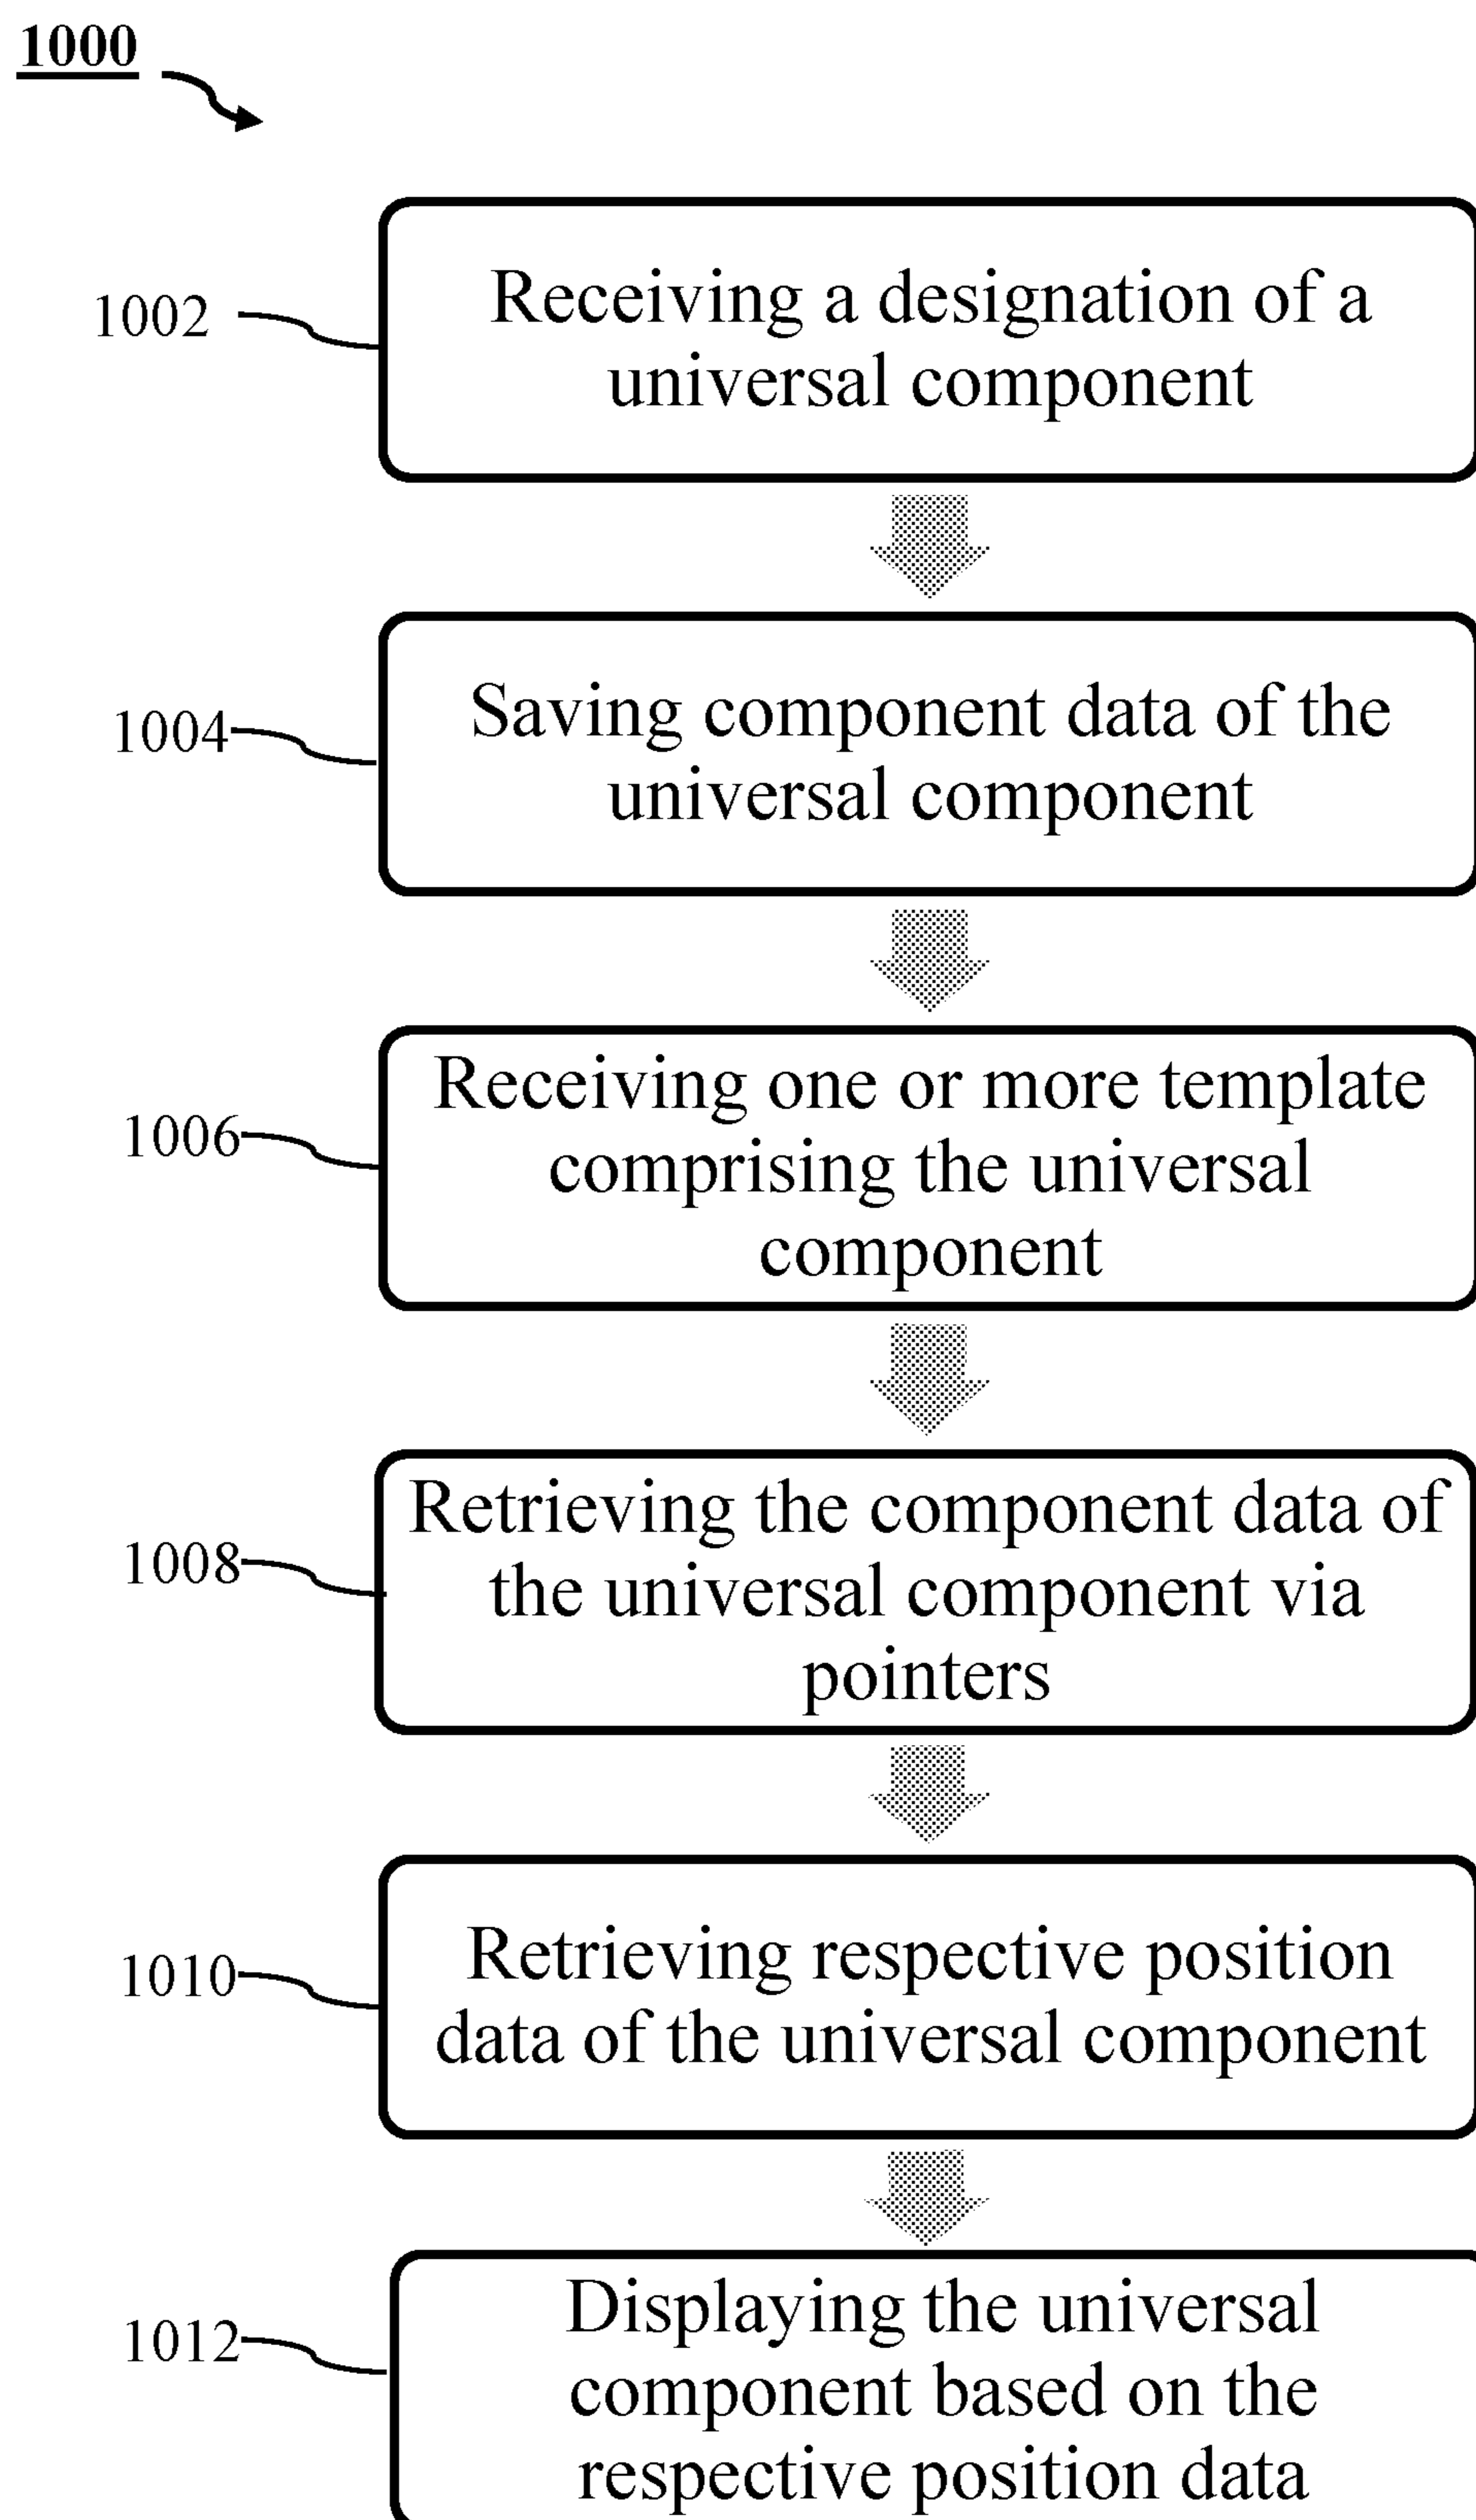 1000
1002
Receiving a designation of a
universal component
1004
Saving component data of the
universal component
1006
Receiving one or more template
comprising the universal
component
1008
Retrieving the component data of
the universal component via
pointers
1010
Retrieving respective position
data of the universal component
1012
Displaying the universal
component based on the
respective position data